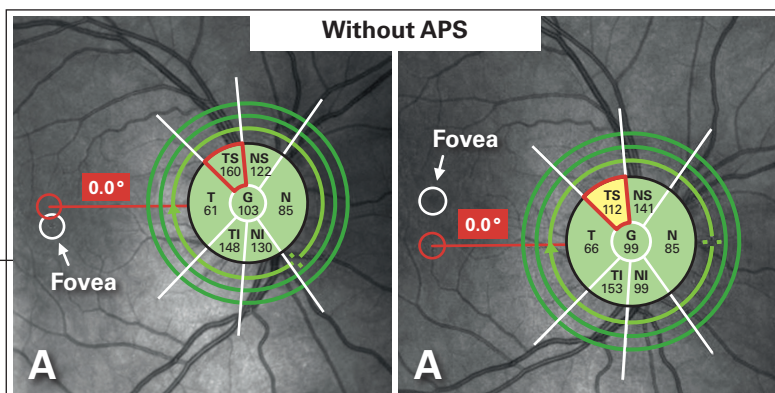 Without APS
0.0°
Fovea
TS
160
NS
122
T
61
G
103
N
85
TI
148
NI
130
A
Fovea
0.0°
TS
112
NS
141
T
66
G
99
N
85
TI
153
NI
99
A